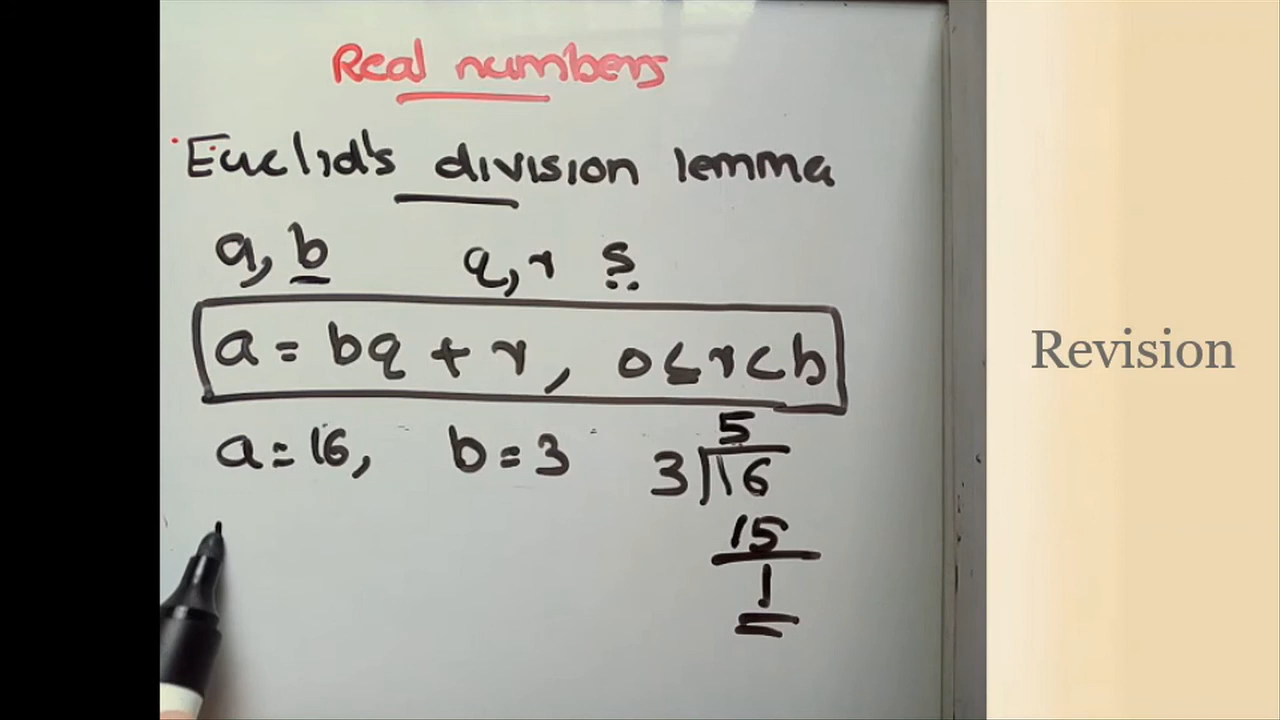 Real numbers
Euclid's division lemma
a, b q, r
a = bq + r, 0 ≤ r < b
a = 16, b = 3
5
3)16
15
1
Revision